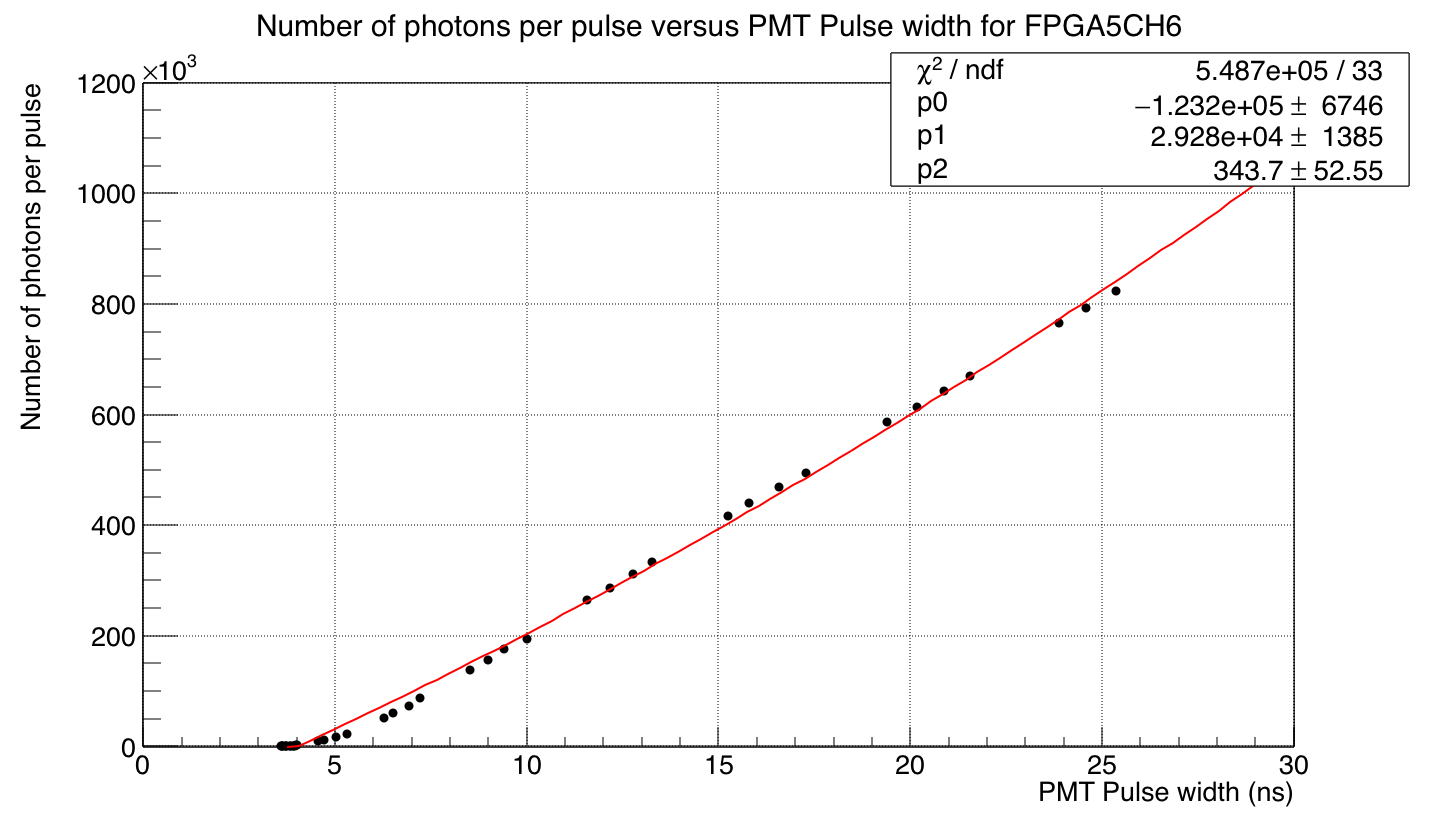 Number of photons per pulse versus PMT Pulse width for FPGA5CH6
×10³
χ² / ndf 5.487e+05 / 33
p0 −1.232e+05 ± 6746
p1 2.928e+04 ± 1385
p2 343.7 ± 52.55
Number of photons per pulse
1200
1000
800
600
400
200
0
0 5 10 15 20 25 30
PMT Pulse width (ns)